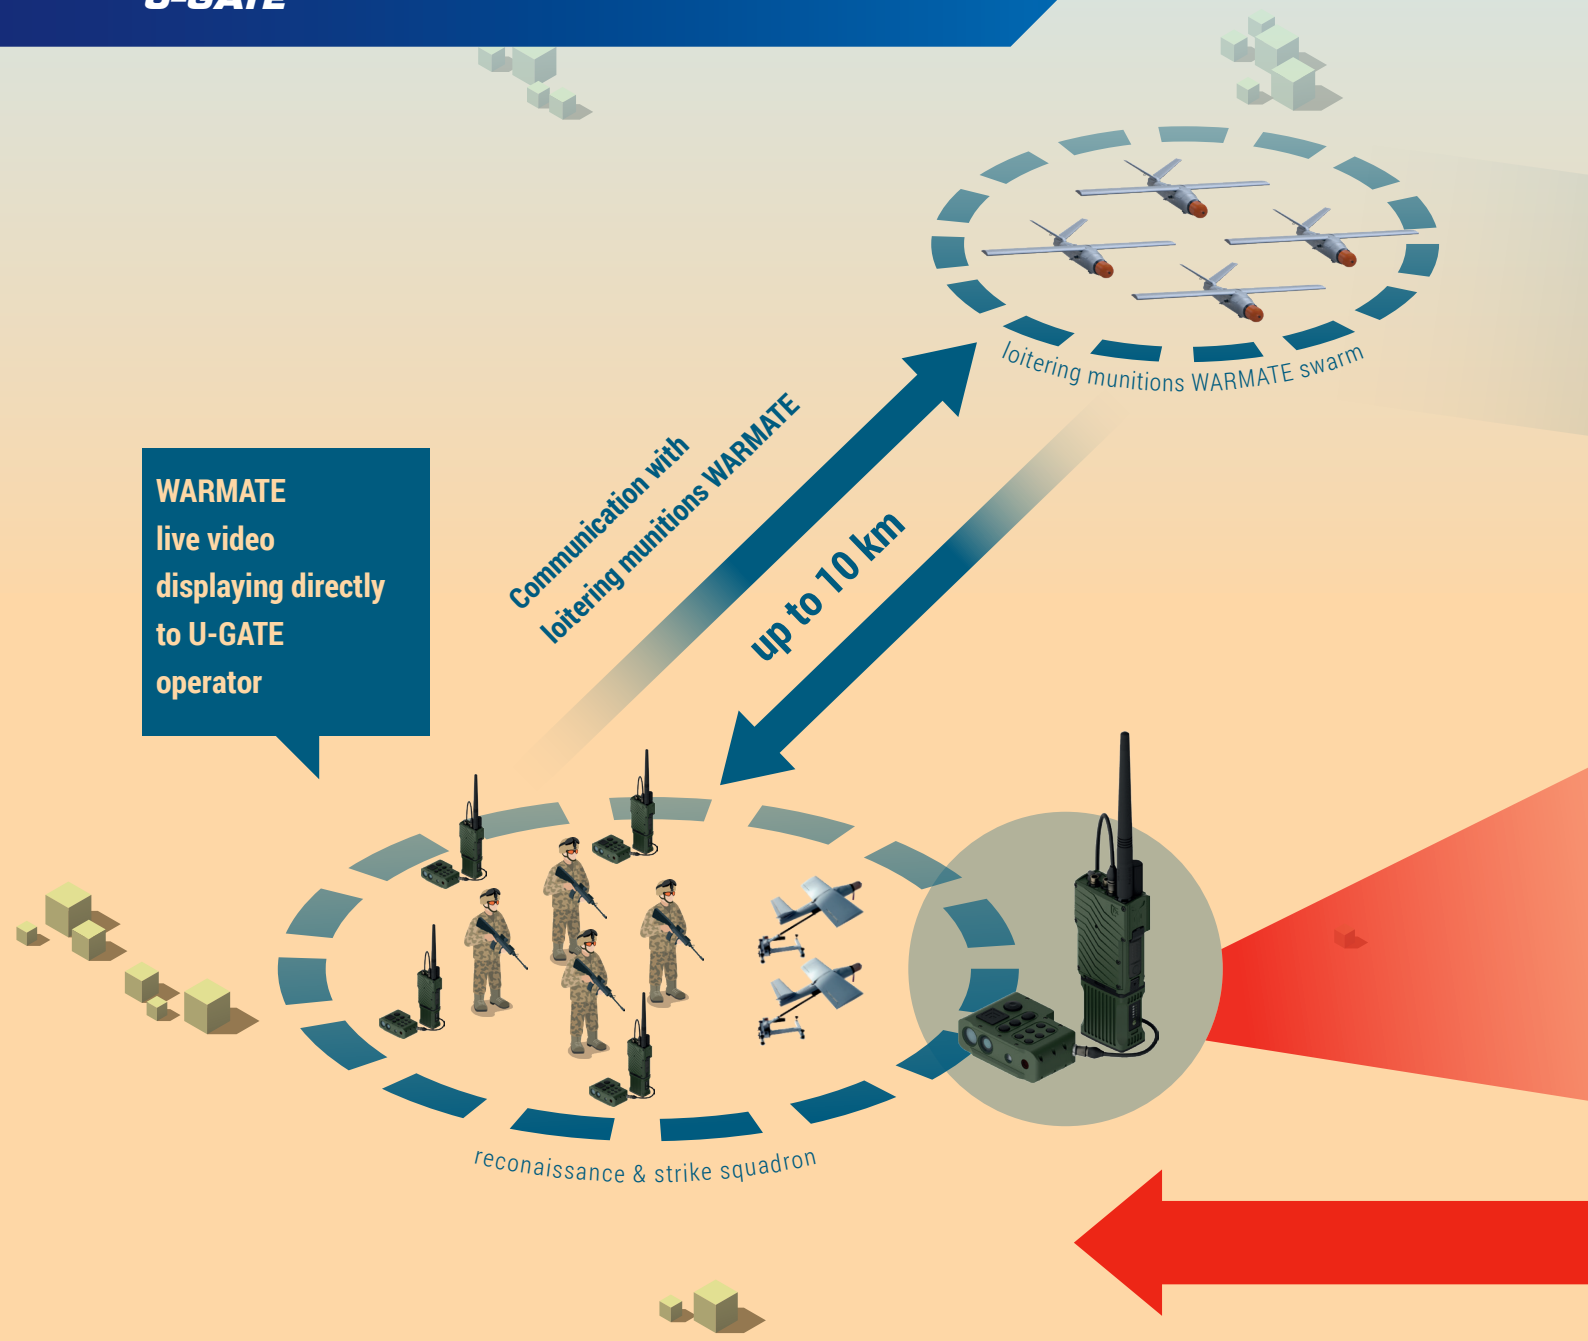 U-GATE
loitering munitions WARMATE swarm
Communication with
loitering munitions WARMATE
up to 10 km
WARMATE
live video
displaying directly
to U-GATE
operator
reconaissance & strike squadron